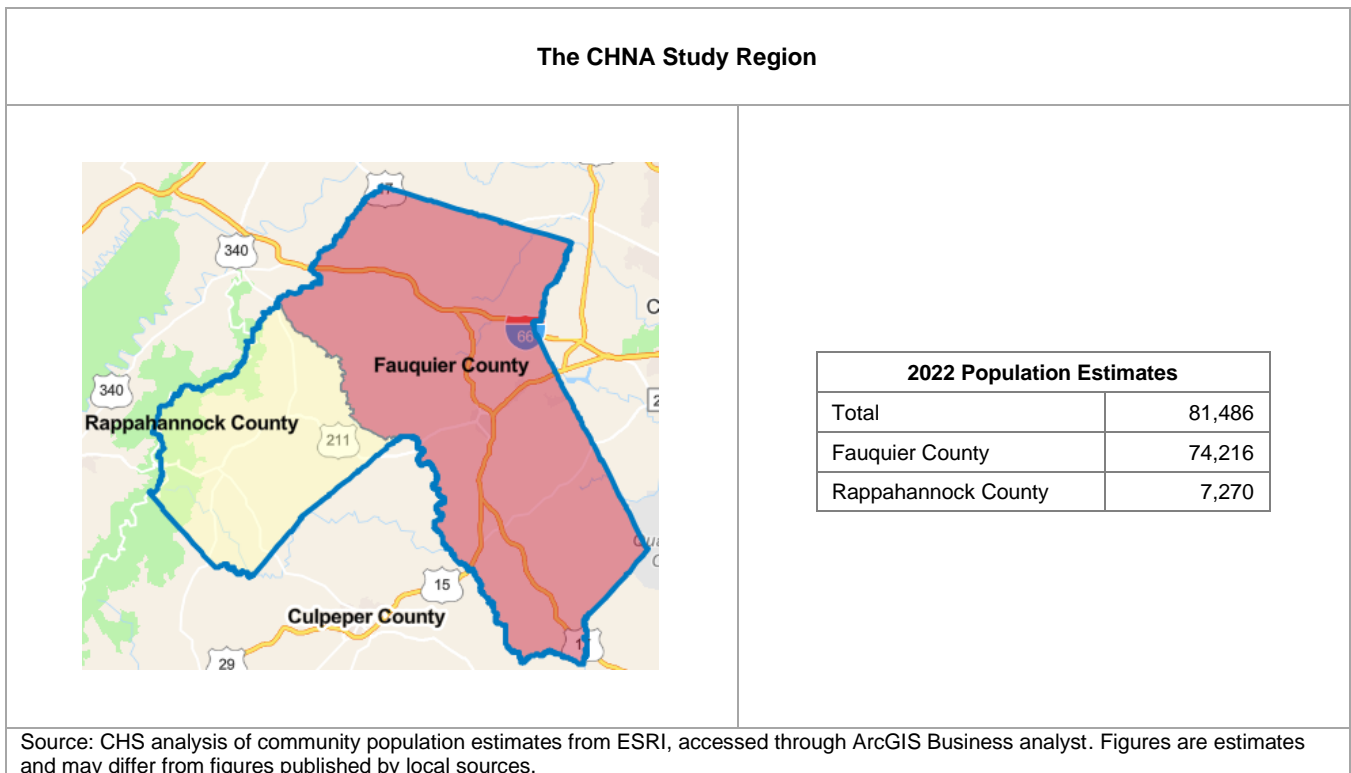 The CHNA Study Region
17
340
C
66
Fauquier County
340
2
Rappahannock County
211
15
Culpeper County
29
2022 Population Estimates
Total 81,486
Fauquier County 74,216
Rappahannock County 7,270
Source: CHS analysis of community population estimates from ESRI, accessed through ArcGIS Business analyst. Figures are estimates
and may differ from figures published by local sources.